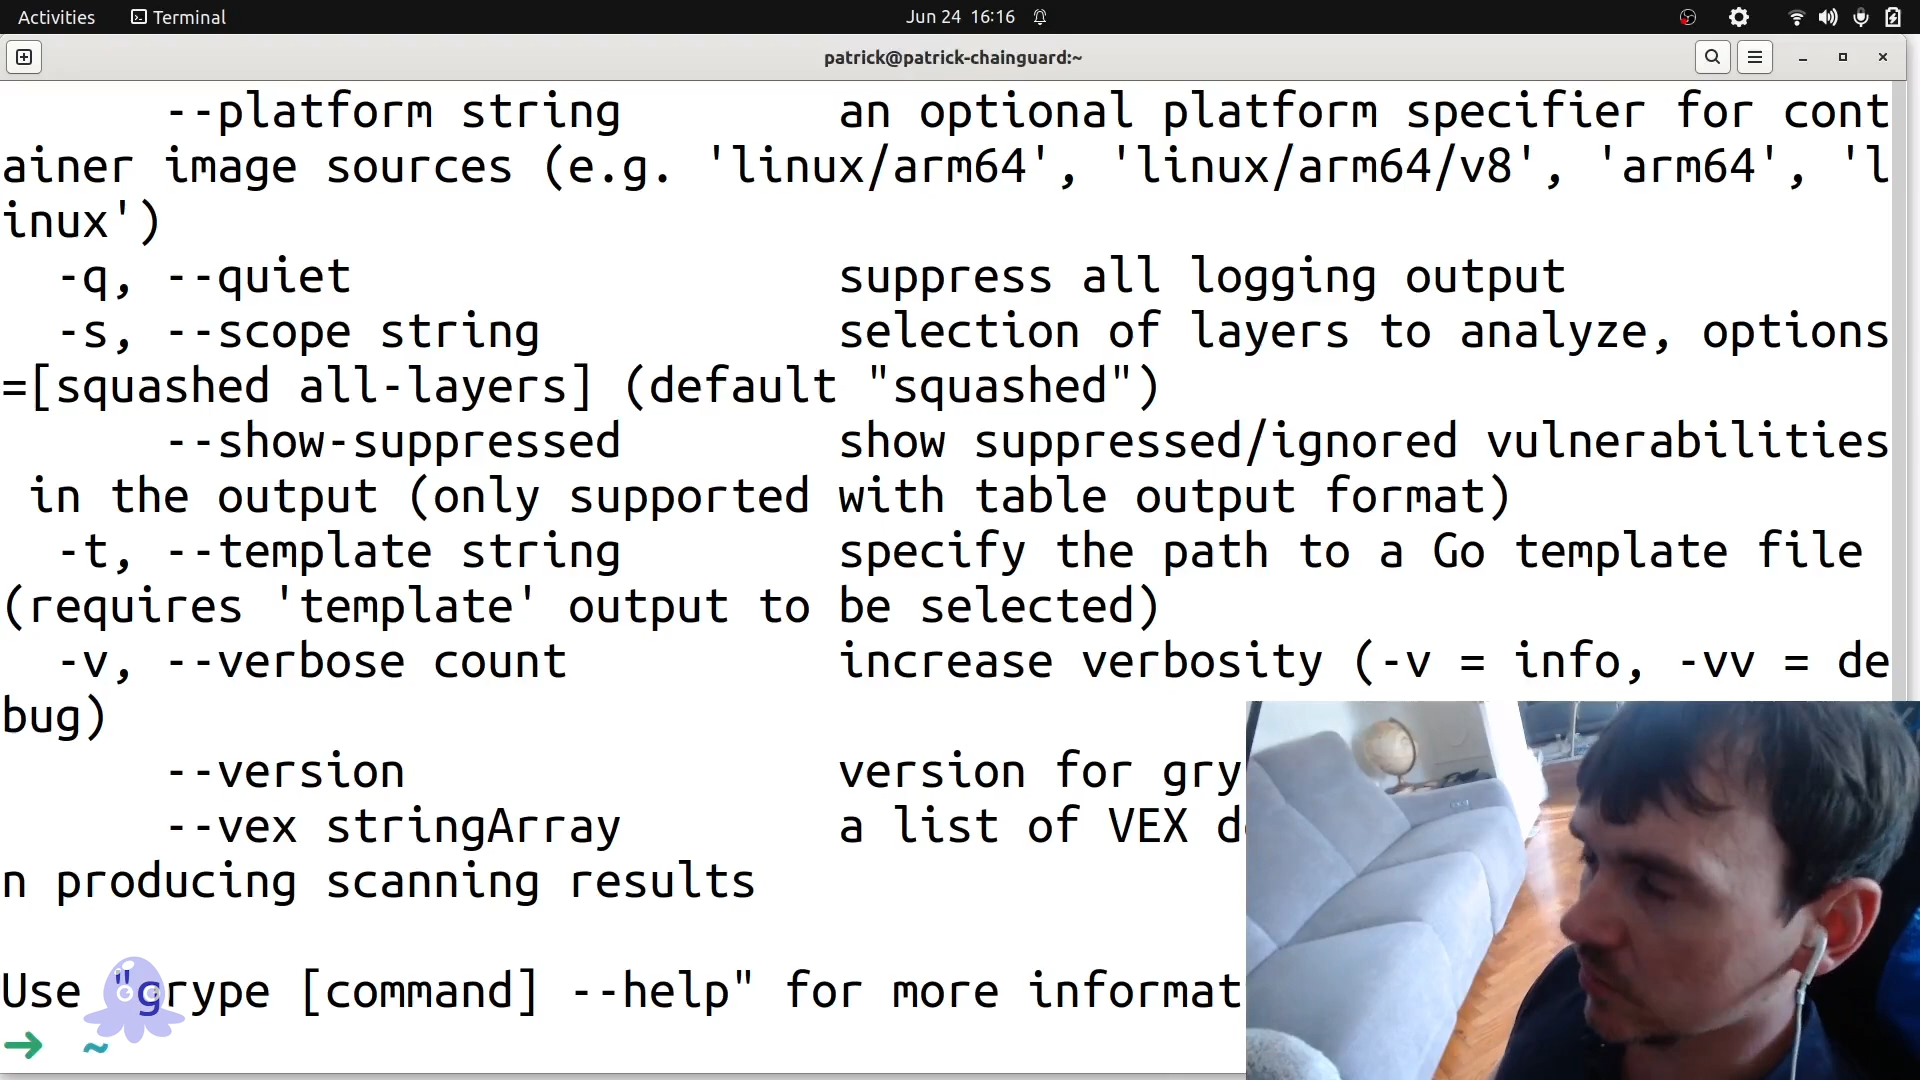 Activities Terminal Jun 24 16:16
patrick@patrick-chainguard:~
--platform string an optional platform specifier for cont
ainer image sources (e.g. 'linux/arm64', 'linux/arm64/v8', 'arm64', 'l
inux')
-q, --quiet suppress all logging output
-s, --scope string selection of layers to analyze, options
=[squashed all-layers] (default "squashed")
--show-suppressed show suppressed/ignored vulnerabilities
in the output (only supported with table output format)
-t, --template string specify the path to a Go template file
(requires 'template' output to be selected)
-v, --verbose count increase verbosity (-v = info, -vv = de
bug)
--version version for gry
--vex stringArray a list of VEX d
n producing scanning results
Use "grype [command] --help" for more informat
➜ ~